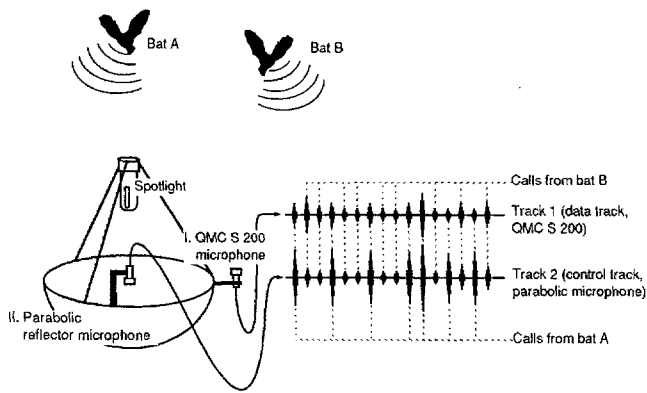 Bat A
Bat B
Spotlight
I. QMC S 200
microphone
II. Parabolic
reflector microphone
Calls from bat B
Track 1 (data track,
QMC S 200)
Track 2 (control track,
parabolic microphone)
Calls from bat A